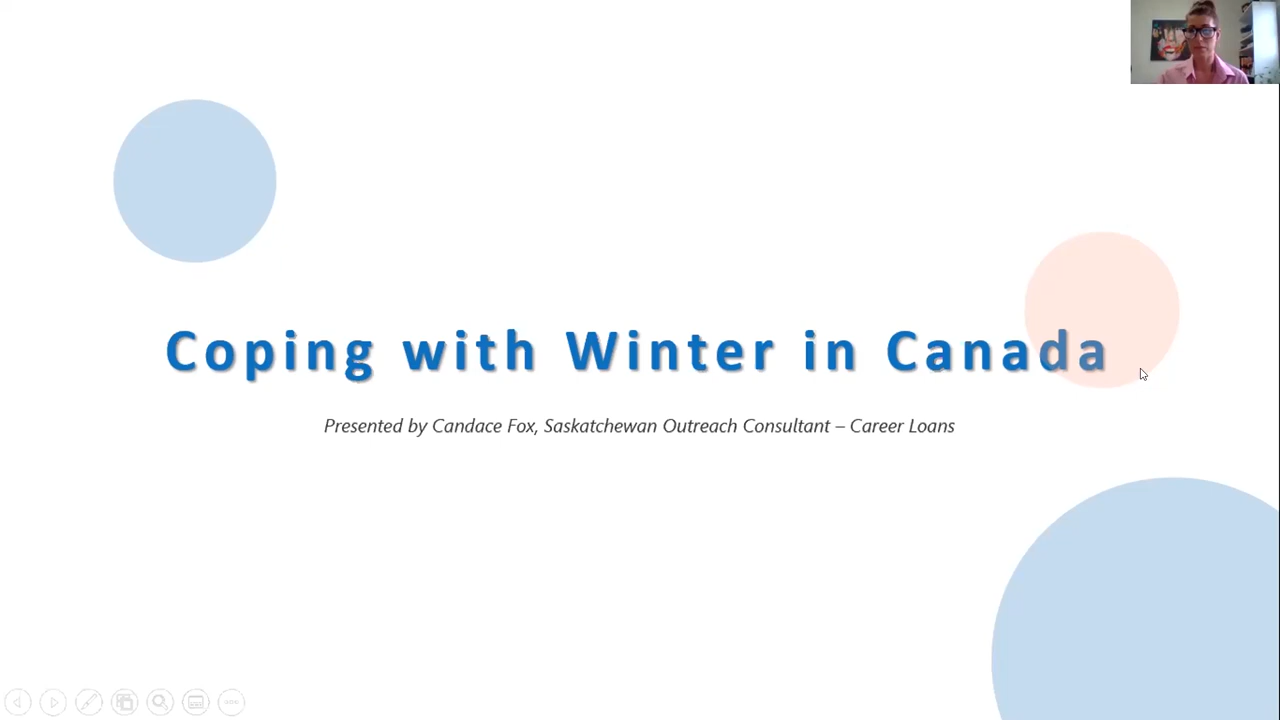 Coping with Winter in Canada
Presented by Candace Fox, Saskatchewan Outreach Consultant – Career Loans